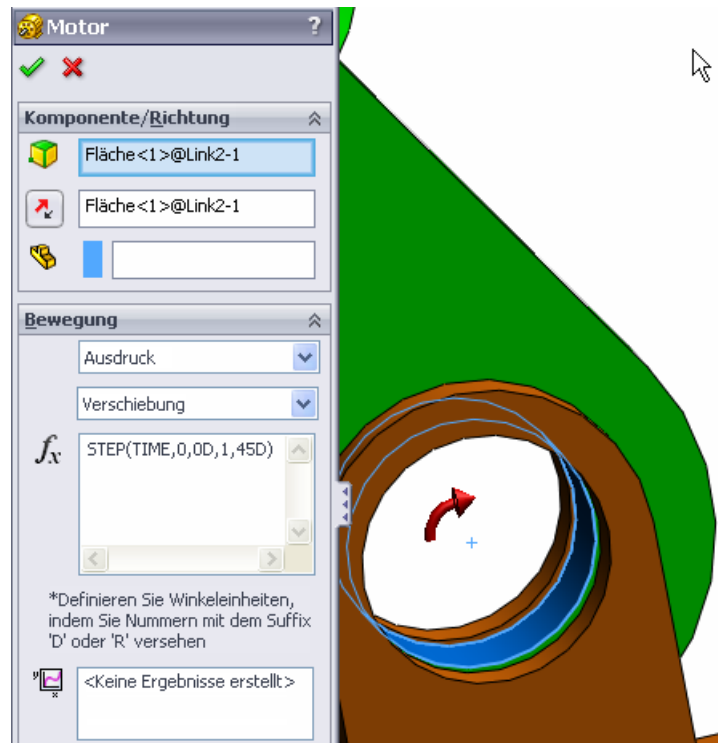 Motor ?
Komponente/Richtung
Fläche<1>@Link2-1
Fläche<1>@Link2-1
Bewegung
Ausdruck
Verschiebung
fx
STEP(TIME,0,0D,1,45D)
*Definieren Sie Winkeleinheiten,
indem Sie Nummern mit dem Suffix
'D' oder 'R' versehen
<Keine Ergebnisse erstellt>